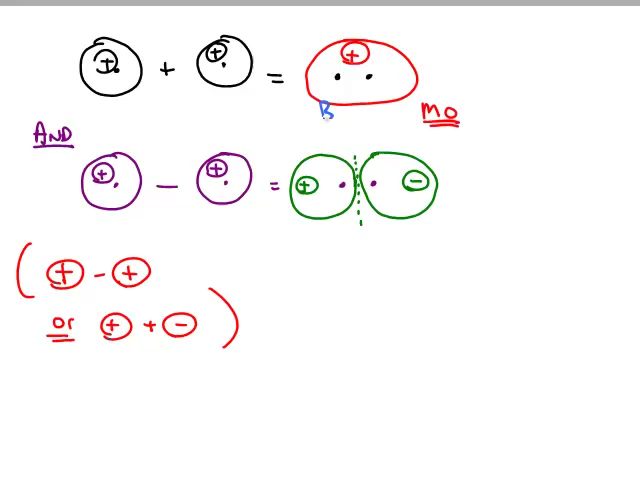 + + + = +
B
MO
AND
+ - + = + -
( + - +
or + + - )